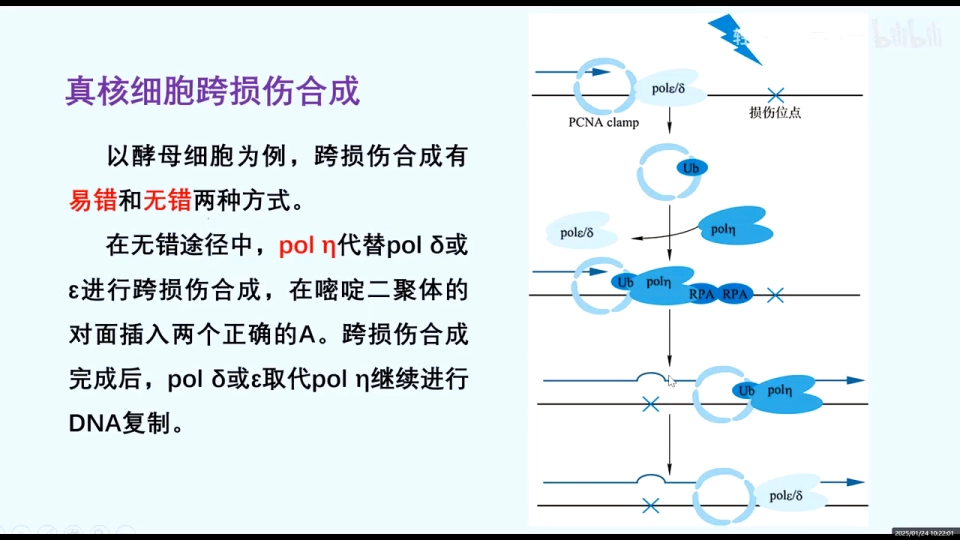 真核细胞跨损伤合成
以酵母细胞为例，跨损伤合成有
易错和无错两种方式。
在无错途径中，pol η代替pol δ或
ε进行跨损伤合成，在嘧啶二聚体的
对面插入两个正确的A。跨损伤合成
完成后，pol δ或ε取代pol η继续进行
DNA复制。
bilibili
polε/δ
PCNA clamp
损伤位点
Ub
polε/δ
polη
Ub
polη
RPA
RPA
Ub
polη
polε/δ
2025/01/24 10:22:01